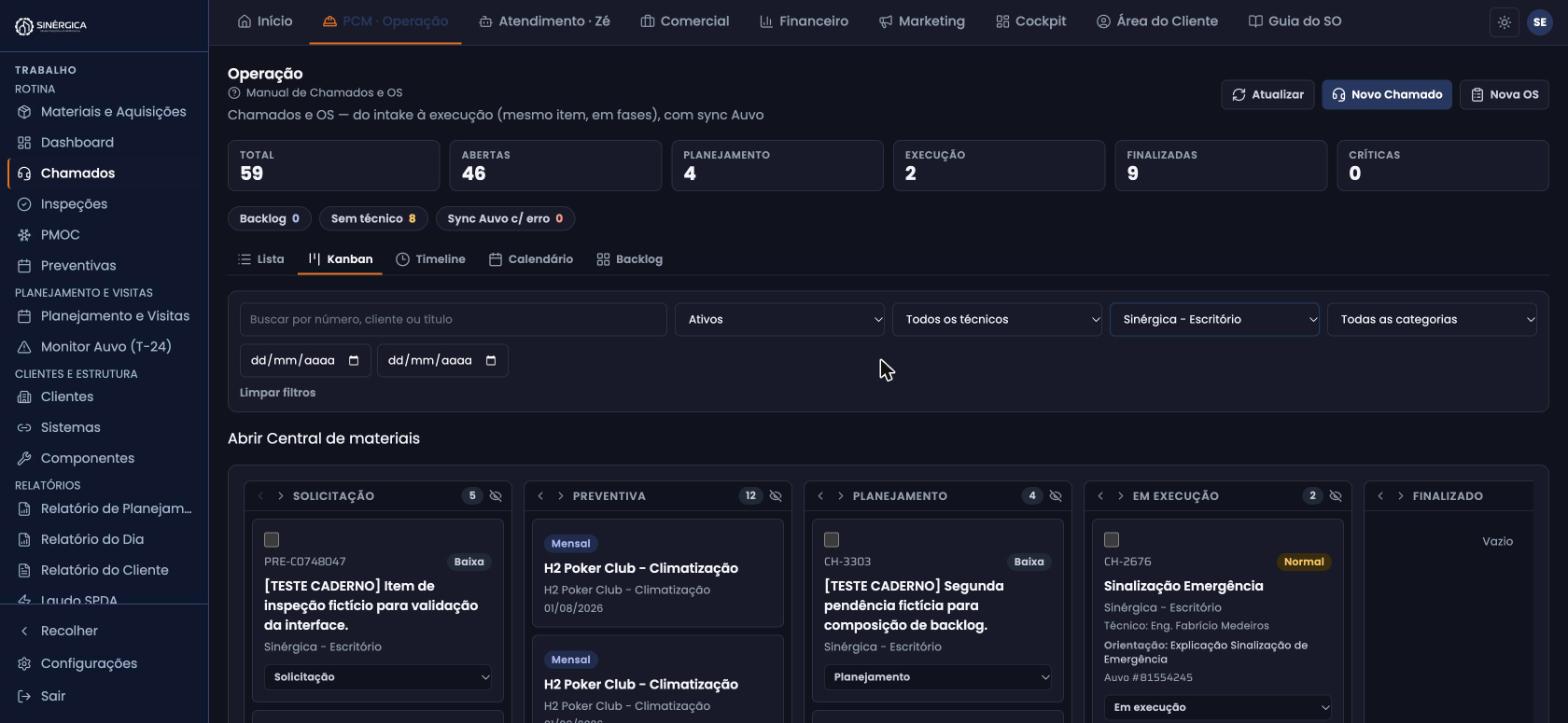 SINÉRGICA
Início
PCM · Operação
Atendimento · Zé
Comercial
Financeiro
Marketing
Cockpit
Área do Cliente
Guia do SO
SE
TRABALHO
ROTINA
Materiais e Aquisições
Dashboard
Chamados
Inspeções
PMOC
Preventivas
PLANEJAMENTO E VISITAS
Planejamento e Visitas
Monitor Auvo (T-24)
CLIENTES E ESTRUTURA
Clientes
Sistemas
Componentes
RELATÓRIOS
Relatório de Planejam...
Relatório do Dia
Relatório do Cliente
Laudo SPDA
Recolher
Configurações
Sair
Operação
Manual de Chamados e OS
Chamados e OS — do intake à execução (mesmo item, em fases), com sync Auvo
Atualizar
Novo Chamado
Nova OS
TOTAL
59
ABERTAS
46
PLANEJAMENTO
4
EXECUÇÃO
2
FINALIZADAS
9
CRÍTICAS
0
Backlog 0
Sem técnico 8
Sync Auvo c/ erro 0
Lista
Kanban
Timeline
Calendário
Backlog
Buscar por número, cliente ou título
Ativos
Todos os técnicos
Sinérgica - Escritório
Todas as categorias
dd/mm/aaaa
dd/mm/aaaa
Limpar filtros
Abrir Central de materiais
SOLICITAÇÃO 5
PRE-C0748047
Baixa
[TESTE CADERNO] Item de
inspeção fictício para validação
da interface.
Sinérgica - Escritório
Solicitação
PREVENTIVA 12
Mensal
H2 Poker Club - Climatização
H2 Poker Club - Climatização
01/08/2026
Mensal
H2 Poker Club - Climatização
H2 Poker Club - Climatização
PLANEJAMENTO 4
CH-3303
Baixa
[TESTE CADERNO] Segunda
pendência fictícia para
composição de backlog.
Sinérgica - Escritório
Planejamento
EM EXECUÇÃO 2
CH-2676
Normal
Sinalização Emergência
Sinérgica - Escritório
Técnico: Eng. Fabrício Medeiros
Orientação: Explicação Sinalização de
Emergência
Auvo #81554245
Em execução
FINALIZADO
Vazio